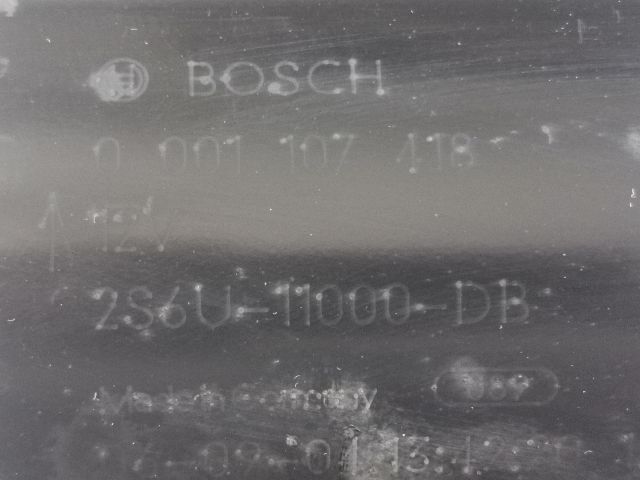 BOSCH
0 001 107 418
12V
2S6U-11000-DB
Made in Germany